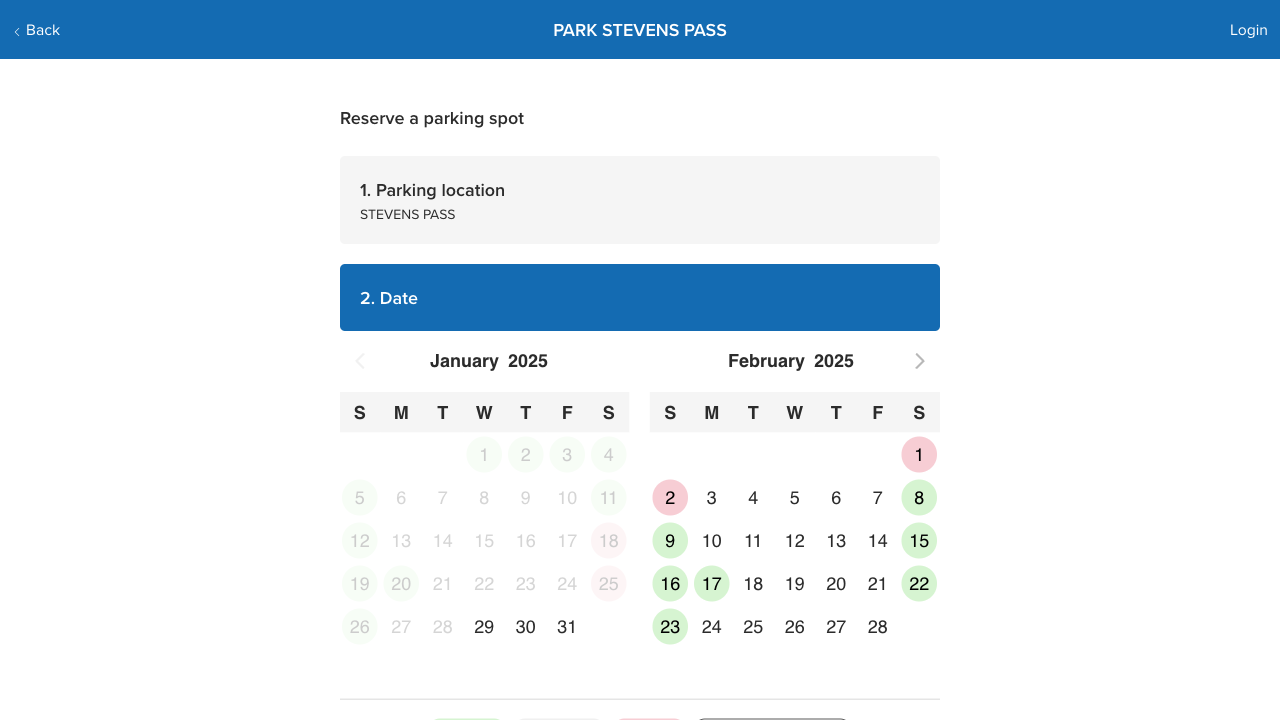 Back
PARK STEVENS PASS
Login
Reserve a parking spot
1. Parking location
STEVENS PASS
2. Date
January 2025
S M T W T F S
1 2 3 4
5 6 7 8 9 10 11
12 13 14 15 16 17 18
19 20 21 22 23 24 25
26 27 28 29 30 31
February 2025
S M T W T F S
1
2 3 4 5 6 7 8
9 10 11 12 13 14 15
16 17 18 19 20 21 22
23 24 25 26 27 28